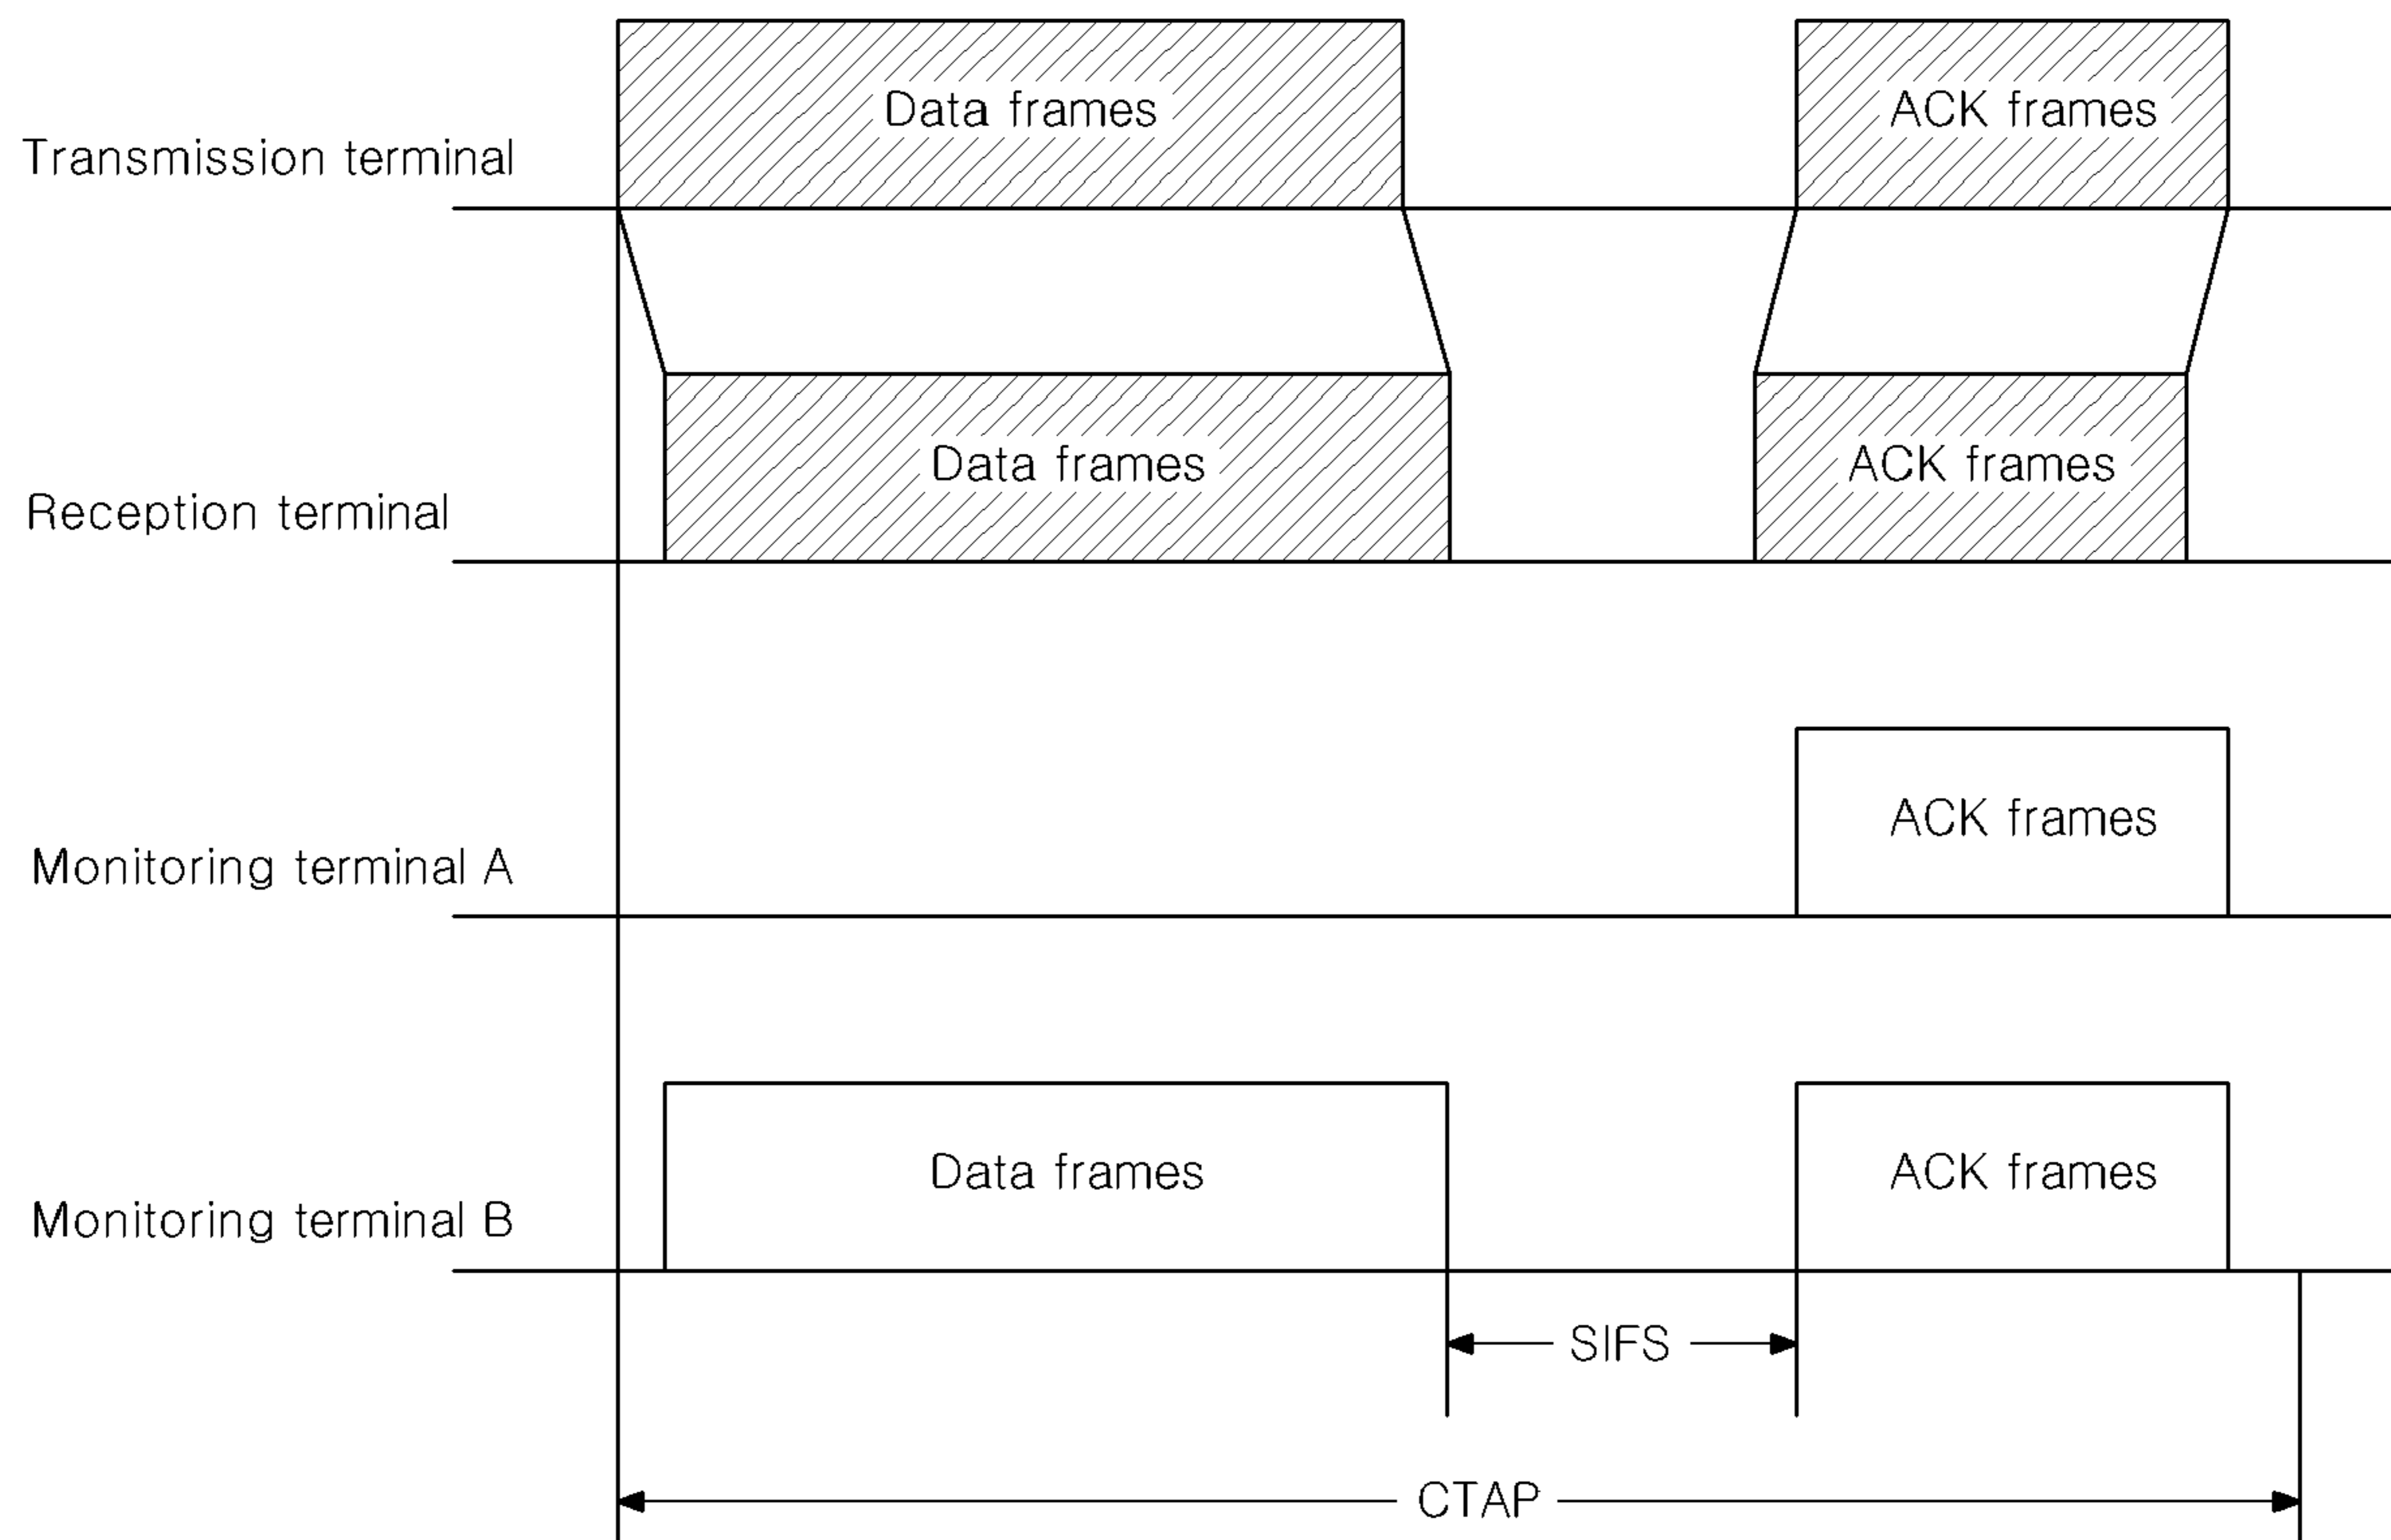 Data frames
ACK frames
Transmission terminal
Data frames
ACK frames
Reception terminal
ACK frames
Monitoring terminal A
Data frames
ACK frames
Monitoring terminal B
SIFS
CTAP